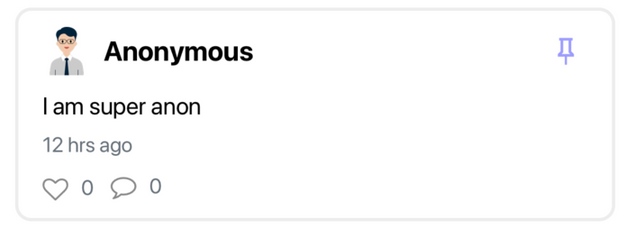 Anonymous
I am super anon
12 hrs ago
0 0